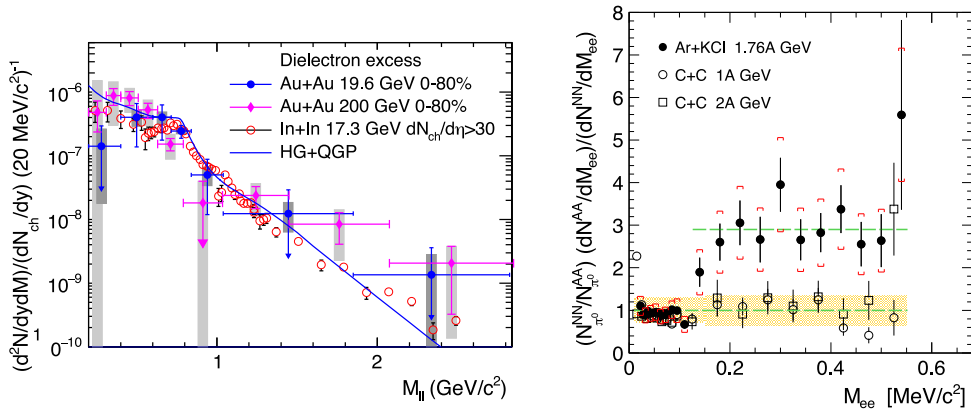 (d²N/dydM)/(dN_ch/dy) (20 MeV/c²)⁻¹
Dielectron excess
Au+Au 19.6 GeV 0-80%
Au+Au 200 GeV 0-80%
In+In 17.3 GeV dN_ch/dη>30
HG+QGP
10⁻⁶
10⁻⁷
10⁻⁸
10⁻⁹
10⁻¹⁰
1
1
2
M_ll (GeV/c²)
(N^NN_π⁰/N^AA_π⁰) (dN^AA/dM_ee)/(dN^NN/dM_ee)
Ar+KCl 1.76A GeV
C+C 1A GeV
C+C 2A GeV
8
7
6
5
4
3
2
1
0
0
0.2
0.4
0.6
M_ee [MeV/c²]